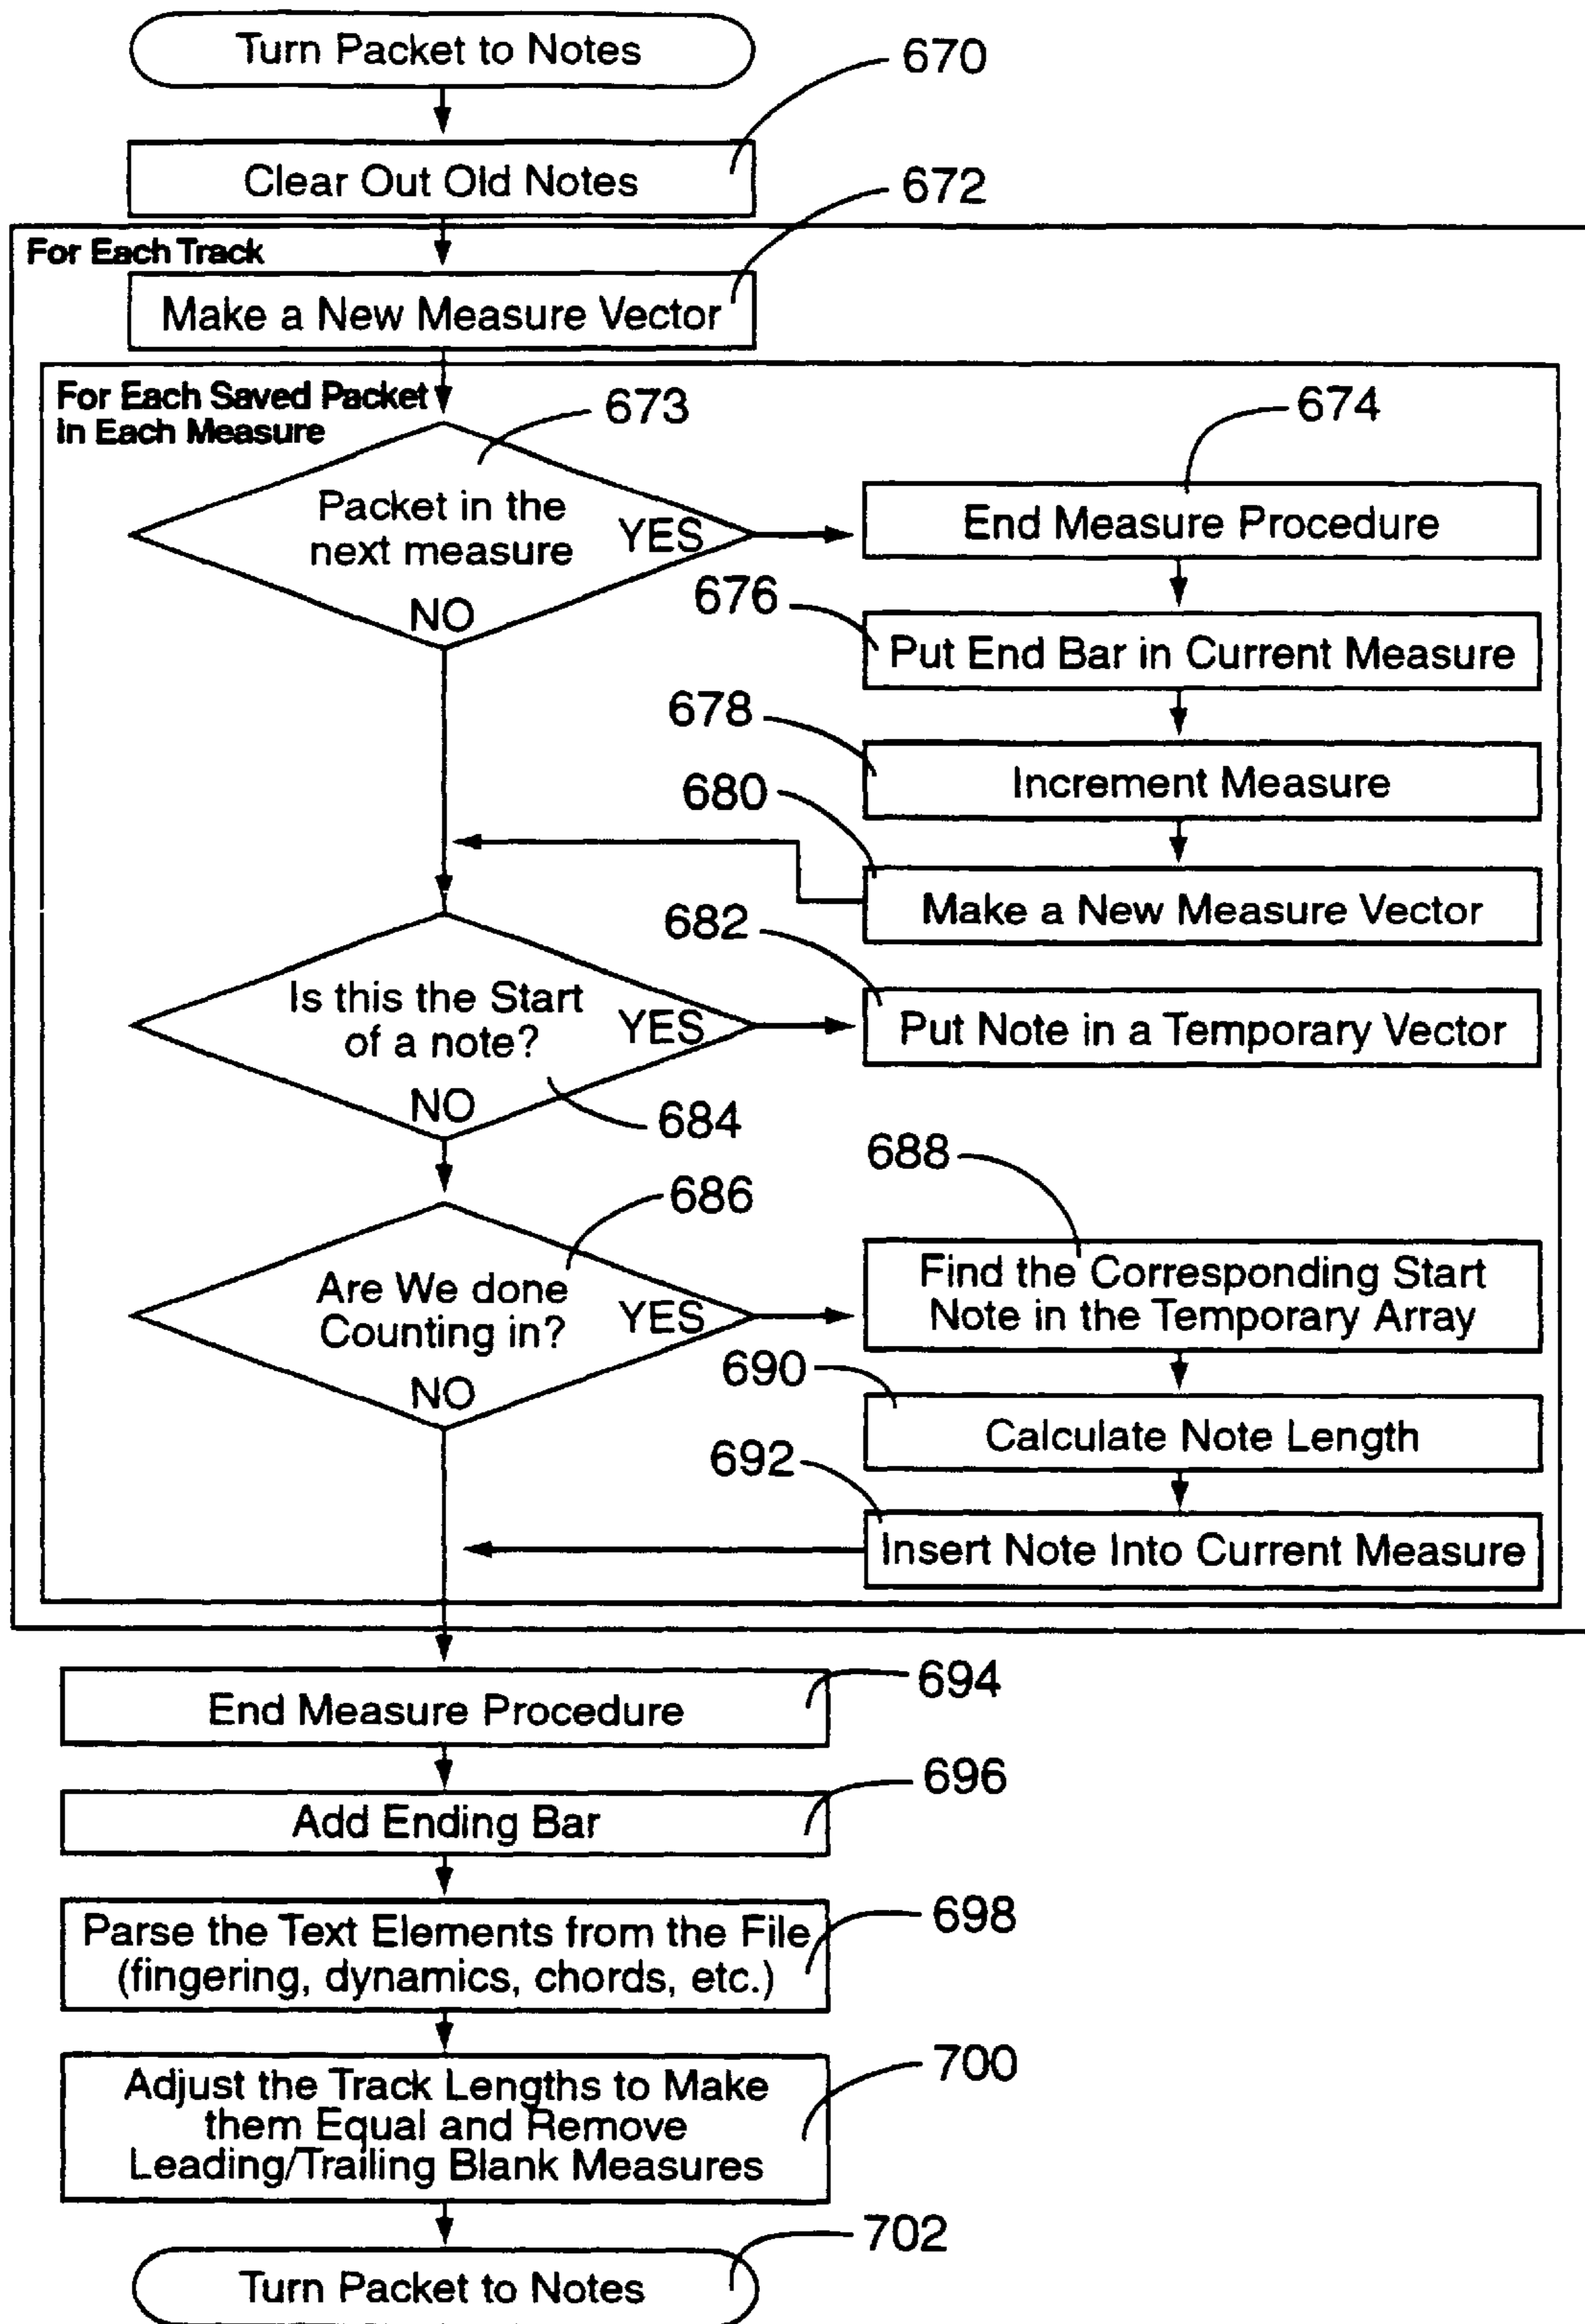 Turn Packet to Notes
670
Clear Out Old Notes
672
For Each Track
Make a New Measure Vector
For Each Saved Packet
In Each Measure
673
674
Packet in the
next measure
YES
NO
End Measure Procedure
676
Put End Bar in Current Measure
678
Increment Measure
680
Make a New Measure Vector
682
Is this the Start
of a note?
YES
NO
Put Note in a Temporary Vector
684
686
688
Are We done
Counting in?
YES
NO
Find the Corresponding Start
Note in the Temporary Array
690
Calculate Note Length
692
Insert Note Into Current Measure
694
End Measure Procedure
696
Add Ending Bar
698
Parse the Text Elements from the File
(fingering, dynamics, chords, etc.)
700
Adjust the Track Lengths to Make
them Equal and Remove
Leading/Trailing Blank Measures
702
Turn Packet to Notes